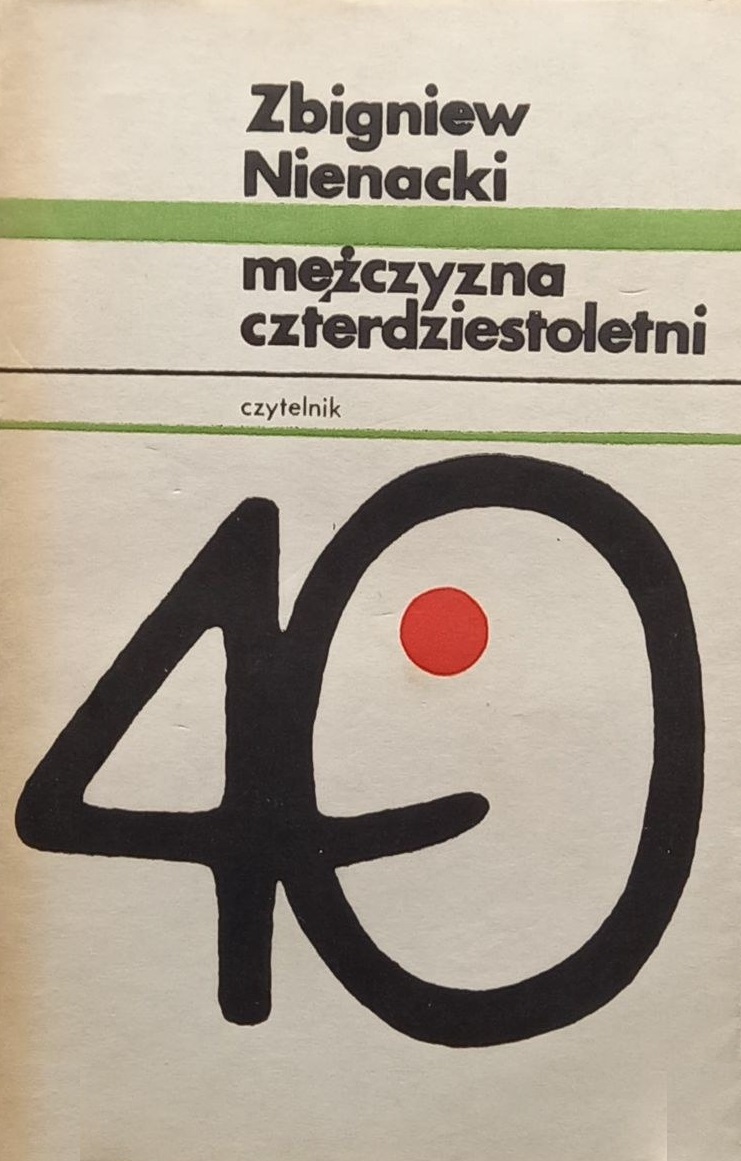 Zbigniew
Nienacki
mężczyzna
czterdziestoletni
czytelnik
40